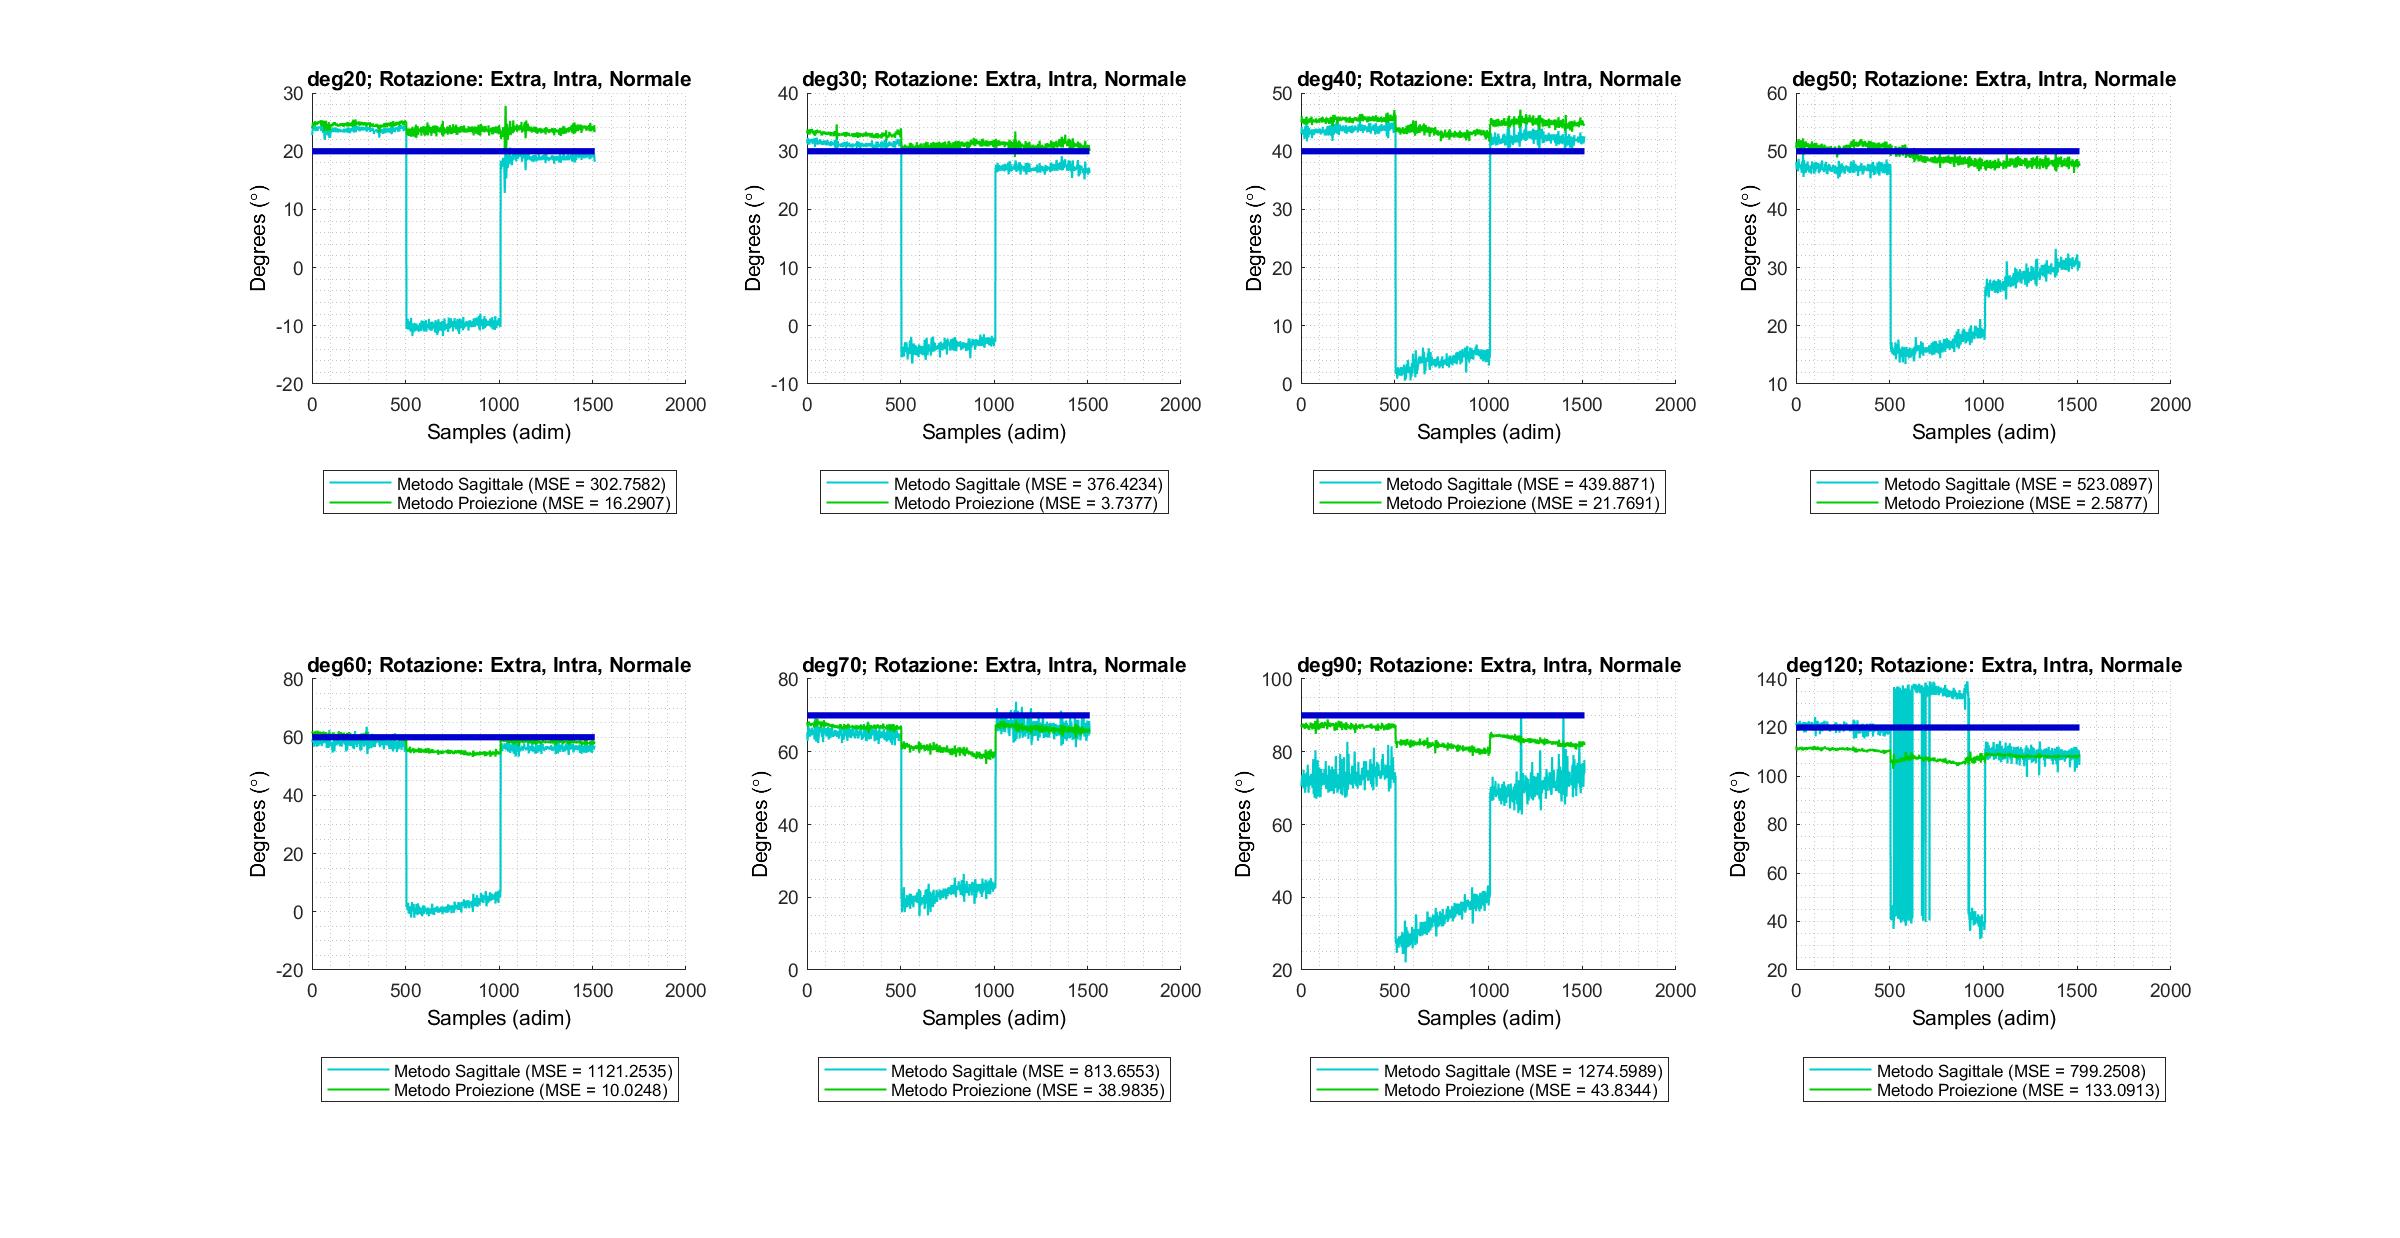 deg20; Rotazione: Extra, Intra, Normale
30
20
10
0
-10
-20
Degrees (°)
0 500 1000 1500 2000
Samples (adim)
Metodo Sagittale (MSE = 302.7582)
Metodo Proiezione (MSE = 16.2907)
deg30; Rotazione: Extra, Intra, Normale
40
30
20
10
0
-10
Degrees (°)
0 500 1000 1500 2000
Samples (adim)
Metodo Sagittale (MSE = 376.4234)
Metodo Proiezione (MSE = 3.7377)
deg40; Rotazione: Extra, Intra, Normale
50
40
30
20
10
0
Degrees (°)
0 500 1000 1500 2000
Samples (adim)
Metodo Sagittale (MSE = 439.8871)
Metodo Proiezione (MSE = 21.7691)
deg50; Rotazione: Extra, Intra, Normale
60
50
40
30
20
10
Degrees (°)
0 500 1000 1500 2000
Samples (adim)
Metodo Sagittale (MSE = 523.0897)
Metodo Proiezione (MSE = 2.5877)
deg60; Rotazione: Extra, Intra, Normale
80
60
40
20
0
-20
Degrees (°)
0 500 1000 1500 2000
Samples (adim)
Metodo Sagittale (MSE = 1121.2535)
Metodo Proiezione (MSE = 10.0248)
deg70; Rotazione: Extra, Intra, Normale
80
60
40
20
0
Degrees (°)
0 500 1000 1500 2000
Samples (adim)
Metodo Sagittale (MSE = 813.6553)
Metodo Proiezione (MSE = 38.9835)
deg90; Rotazione: Extra, Intra, Normale
100
80
60
40
20
Degrees (°)
0 500 1000 1500 2000
Samples (adim)
Metodo Sagittale (MSE = 1274.5989)
Metodo Proiezione (MSE = 43.8344)
deg120; Rotazione: Extra, Intra, Normale
140
120
100
80
60
40
20
Degrees (°)
0 500 1000 1500 2000
Samples (adim)
Metodo Sagittale (MSE = 799.2508)
Metodo Proiezione (MSE = 133.0913)